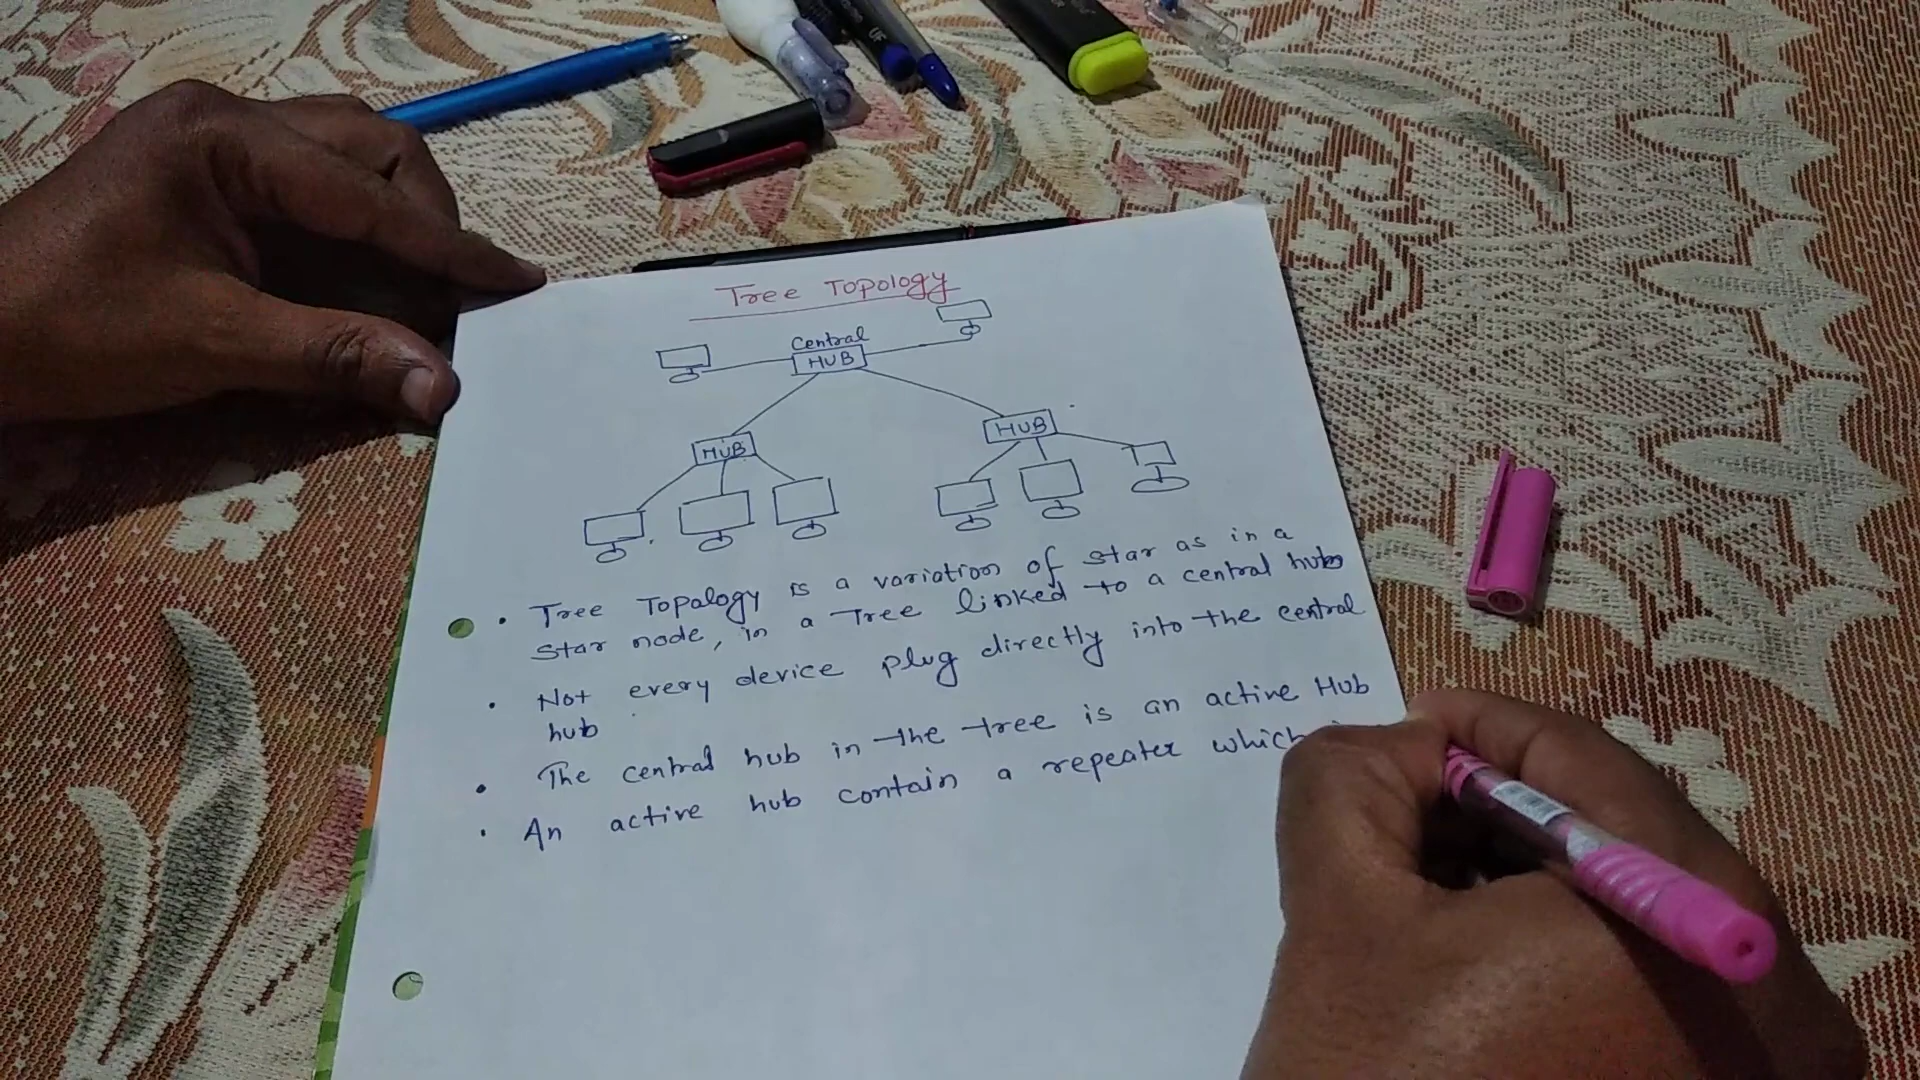 Tree Topology
Central
HUB
HUB
HUB
• Tree Topalogy is a variation of star as in a
star node, in a Tree linked to a central hub
• Not every device plug directly into the central
hub
• The central hub in the tree is an active Hub
• An active hub contain a repeater which